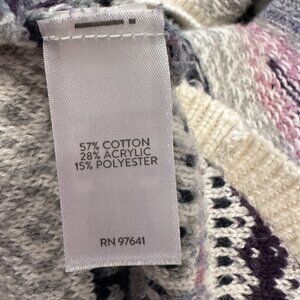 57% COTTON
28% ACRYLIC
15% POLYESTER
RN 97641